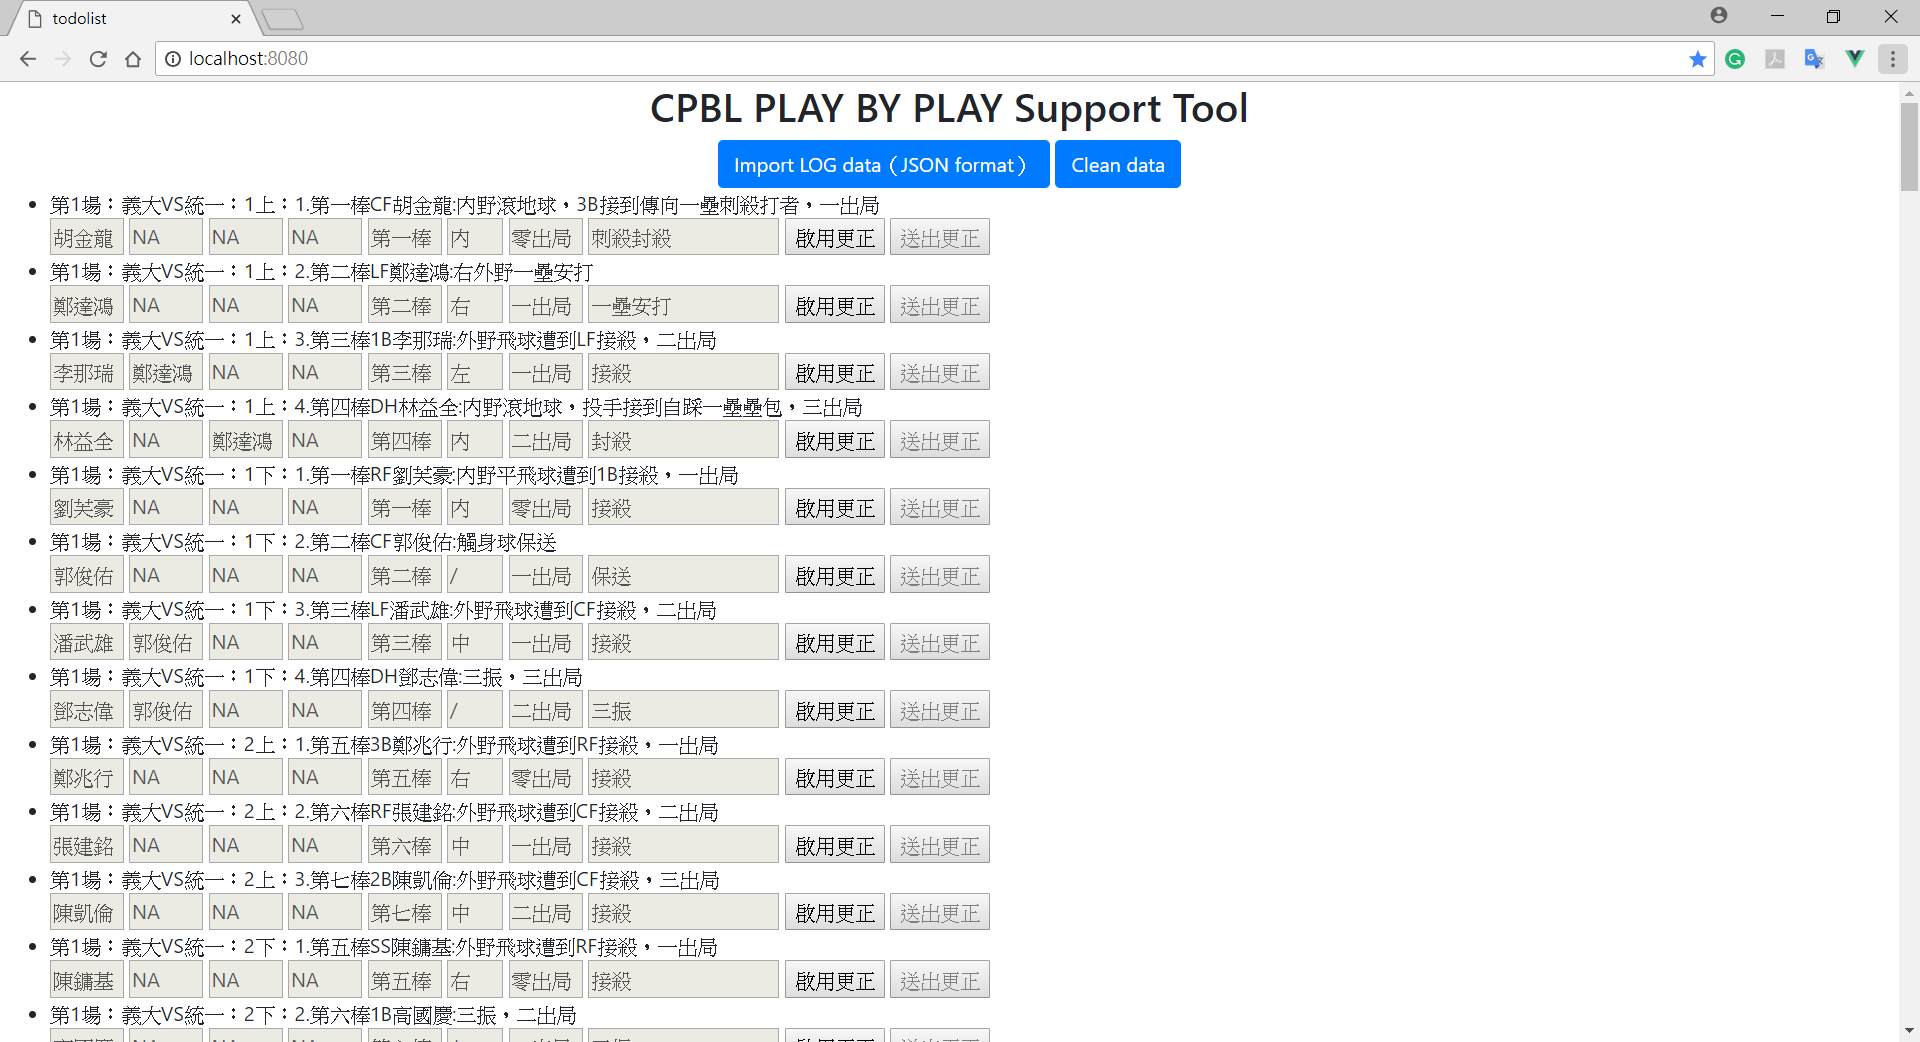 todolist
localhost:8080
CPBL PLAY BY PLAY Support Tool
Import LOG data（JSON format） Clean data
第1場：義大VS統一：1上：1.第一棒CF胡金龍:內野滾地球，3B接到傳向一壘刺殺打者，一出局
胡金龍 NA NA NA 第一棒 內 零出局 刺殺封殺 啟用更正 送出更正
第1場：義大VS統一：1上：2.第二棒LF鄭達鴻:右外野一壘安打
鄭達鴻 NA NA NA 第二棒 右 一出局 一壘安打 啟用更正 送出更正
第1場：義大VS統一：1上：3.第三棒1B李那瑞:外野飛球遭到LF接殺，二出局
李那瑞 鄭達鴻 NA NA 第三棒 左 一出局 接殺 啟用更正 送出更正
第1場：義大VS統一：1上：4.第四棒DH林益全:內野滾地球，投手接到自踩一壘壘包，三出局
林益全 NA 鄭達鴻 NA 第四棒 內 二出局 封殺 啟用更正 送出更正
第1場：義大VS統一：1下：1.第一棒RF劉芙豪:內野平飛球遭到1B接殺，一出局
劉芙豪 NA NA NA 第一棒 內 零出局 接殺 啟用更正 送出更正
第1場：義大VS統一：1下：2.第二棒CF郭俊佑:觸身球保送
郭俊佑 NA NA NA 第二棒 / 一出局 保送 啟用更正 送出更正
第1場：義大VS統一：1下：3.第三棒LF潘武雄:外野飛球遭到CF接殺，二出局
潘武雄 郭俊佑 NA NA 第三棒 中 一出局 接殺 啟用更正 送出更正
第1場：義大VS統一：1下：4.第四棒DH鄧志偉:三振，三出局
鄧志偉 郭俊佑 NA NA 第四棒 / 二出局 三振 啟用更正 送出更正
第1場：義大VS統一：2上：1.第五棒3B鄭兆行:外野飛球遭到RF接殺，一出局
鄭兆行 NA NA NA 第五棒 右 零出局 接殺 啟用更正 送出更正
第1場：義大VS統一：2上：2.第六棒RF張建銘:外野飛球遭到CF接殺，二出局
張建銘 NA NA NA 第六棒 中 一出局 接殺 啟用更正 送出更正
第1場：義大VS統一：2上：3.第七棒2B陳凱倫:外野飛球遭到CF接殺，三出局
陳凱倫 NA NA NA 第七棒 中 二出局 接殺 啟用更正 送出更正
第1場：義大VS統一：2下：1.第五棒SS陳鏞基:外野飛球遭到RF接殺，一出局
陳鏞基 NA NA NA 第五棒 右 零出局 接殺 啟用更正 送出更正
第1場：義大VS統一：2下：2.第六棒1B高國慶:三振，二出局